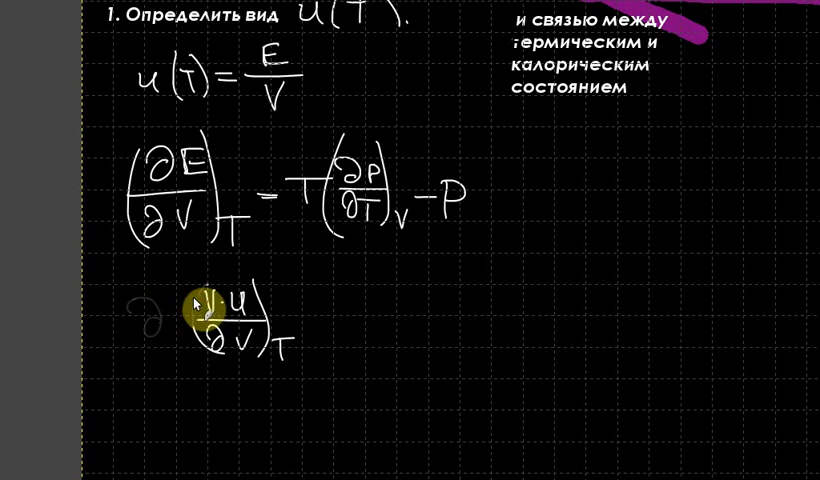 1. Определить вид u(T).
и связью между
термическим и
калорическим
состоянием
u(T) = E/V
(∂E/∂V)_T = T(∂P/∂T)_V − P
∂ (V·u/∂V)_T